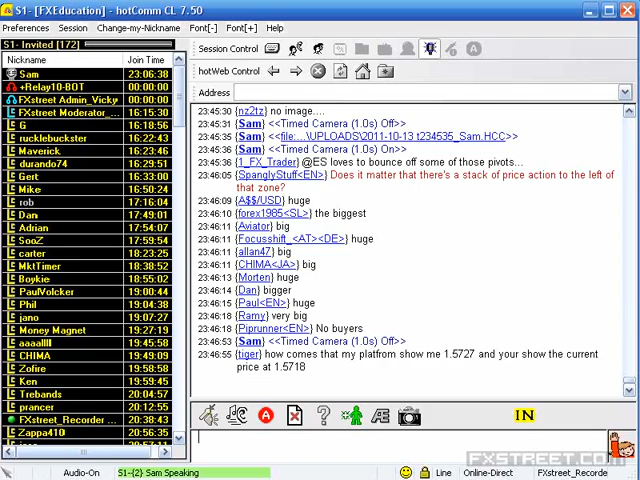 S1- [FXEducation] - hotComm CL 7.50
Preferences Session Change-my-Nickname Font[-] Font[+] Help
S1- Invited [172]
Nickname Join Time
Sam 23:06:38
+Relay10-BOT 00:00:00
FXstreet Admin_Vicky 00:00:00
FXstreet Moderator_... 16:15:30
G 16:18:56
rucklebuckster 16:22:43
Maverick 16:23:46
durando74 16:29:51
Gert 16:33:00
Mike 16:50:24
rob 17:16:04
Dan 17:49:01
Adrian 17:54:07
SooZ 17:59:54
carter 18:23:25
MktTimer 18:38:52
Boykie 18:55:02
PaulVolcker 19:00:44
Phil 19:04:38
jano 19:07:27
Money Magnet 19:27:19
aaaallll 19:45:58
CHIMA 19:49:09
Zofire 19:58:58
Ken 19:59:45
Trebands 20:04:57
prancer 20:12:55
FXstreet_Recorder ... 20:38:43
Zappa410 20:56:35
Session Control
hotWeb Control
Address
23:45:30 {nz2tz} no image....
23:45:31 {Sam} <<Timed Camera (1.0s) Off>>
23:45:36 {Sam} <<file:...\UPLOADS\2011-10-13 t234535_Sam.HCC>>
23:45:36 {Sam} <<Timed Camera (1.0s) On>>
23:45:36 {1_FX_Trader} @ES loves to bounce off some of those pivots...
23:46:05 {SpanglyStuff<EN>} Does it matter that there's a stack of price action to the left
of that zone?
23:46:09 {A$$/USD} huge
23:46:10 {forex1985<SL>} the biggest
23:46:11 {Aviator} big
23:46:11 {Focusshift_<AT><DE>} huge
23:46:11 {allan47} big
23:46:11 {CHIMA<JA>} big
23:46:13 {Morten} huge
23:46:14 {Dan} bigger
23:46:15 {Paul<EN>} huge
23:46:18 {Ramy} very big
23:46:18 {Piprunner<EN>} No buyers
23:46:18 {Sam} <<Timed Camera (1.0s) Off>>
23:46:55 {tiger} how comes that my platfrom show me 1.5727 and your show the current
price at 1.5718
IN
FXSTREET.COM
Audio-On S1-{2} Sam Speaking Line Online-Direct FXstreet_Recorde